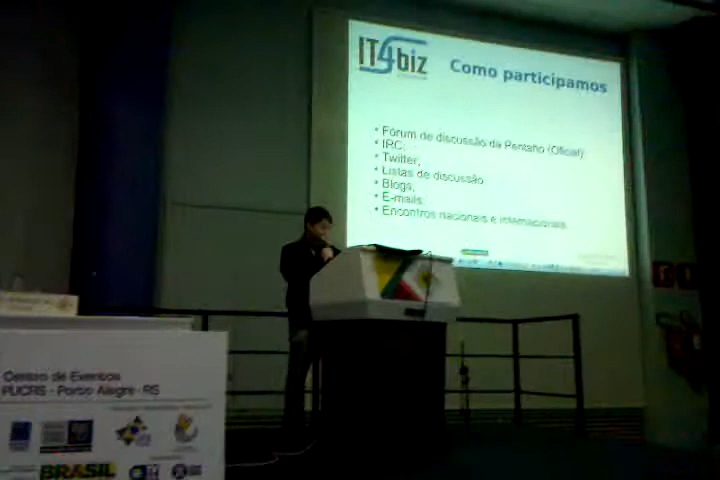 IT4biz
Como participamos
• Fórum de discussão da Pentaho (Oficial);
• IRC;
• Twitter;
• Listas de discussão
• Blogs;
• E-mails;
• Encontros nacionais e internacionais
Centro de Eventos
PUCRS - Porto Alegre - RS
BRASIL